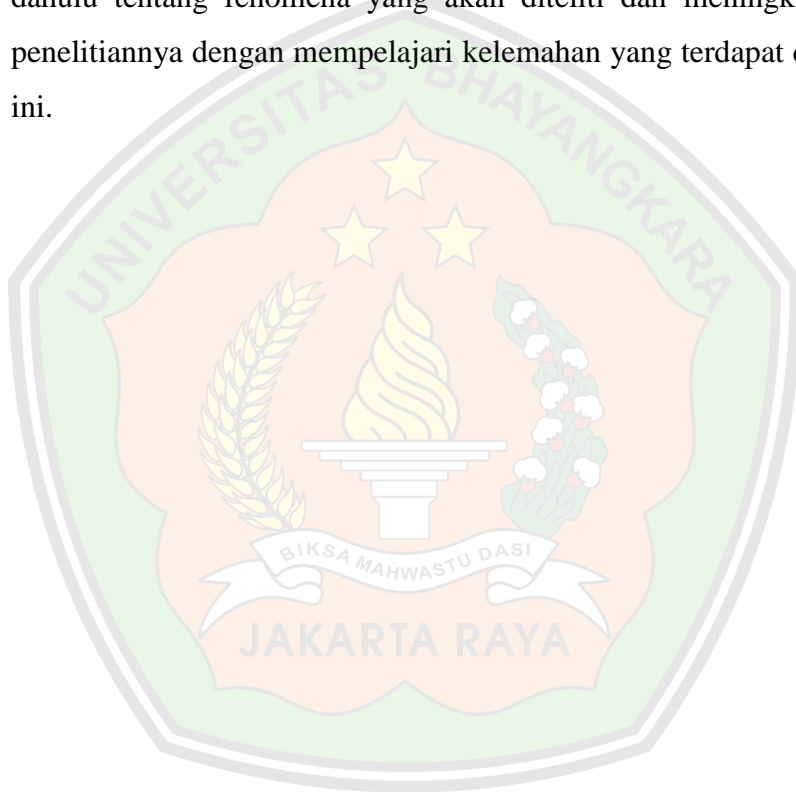 dahulu tentang fenomena yang akan diteliti dan
penelitiannya dengan mempelajari kelemahan yang terdapat
ini.
UNIVERSITAS BHAYANGKARA
BIKSA MAHWASTU DASI
JAKARTA RAYA